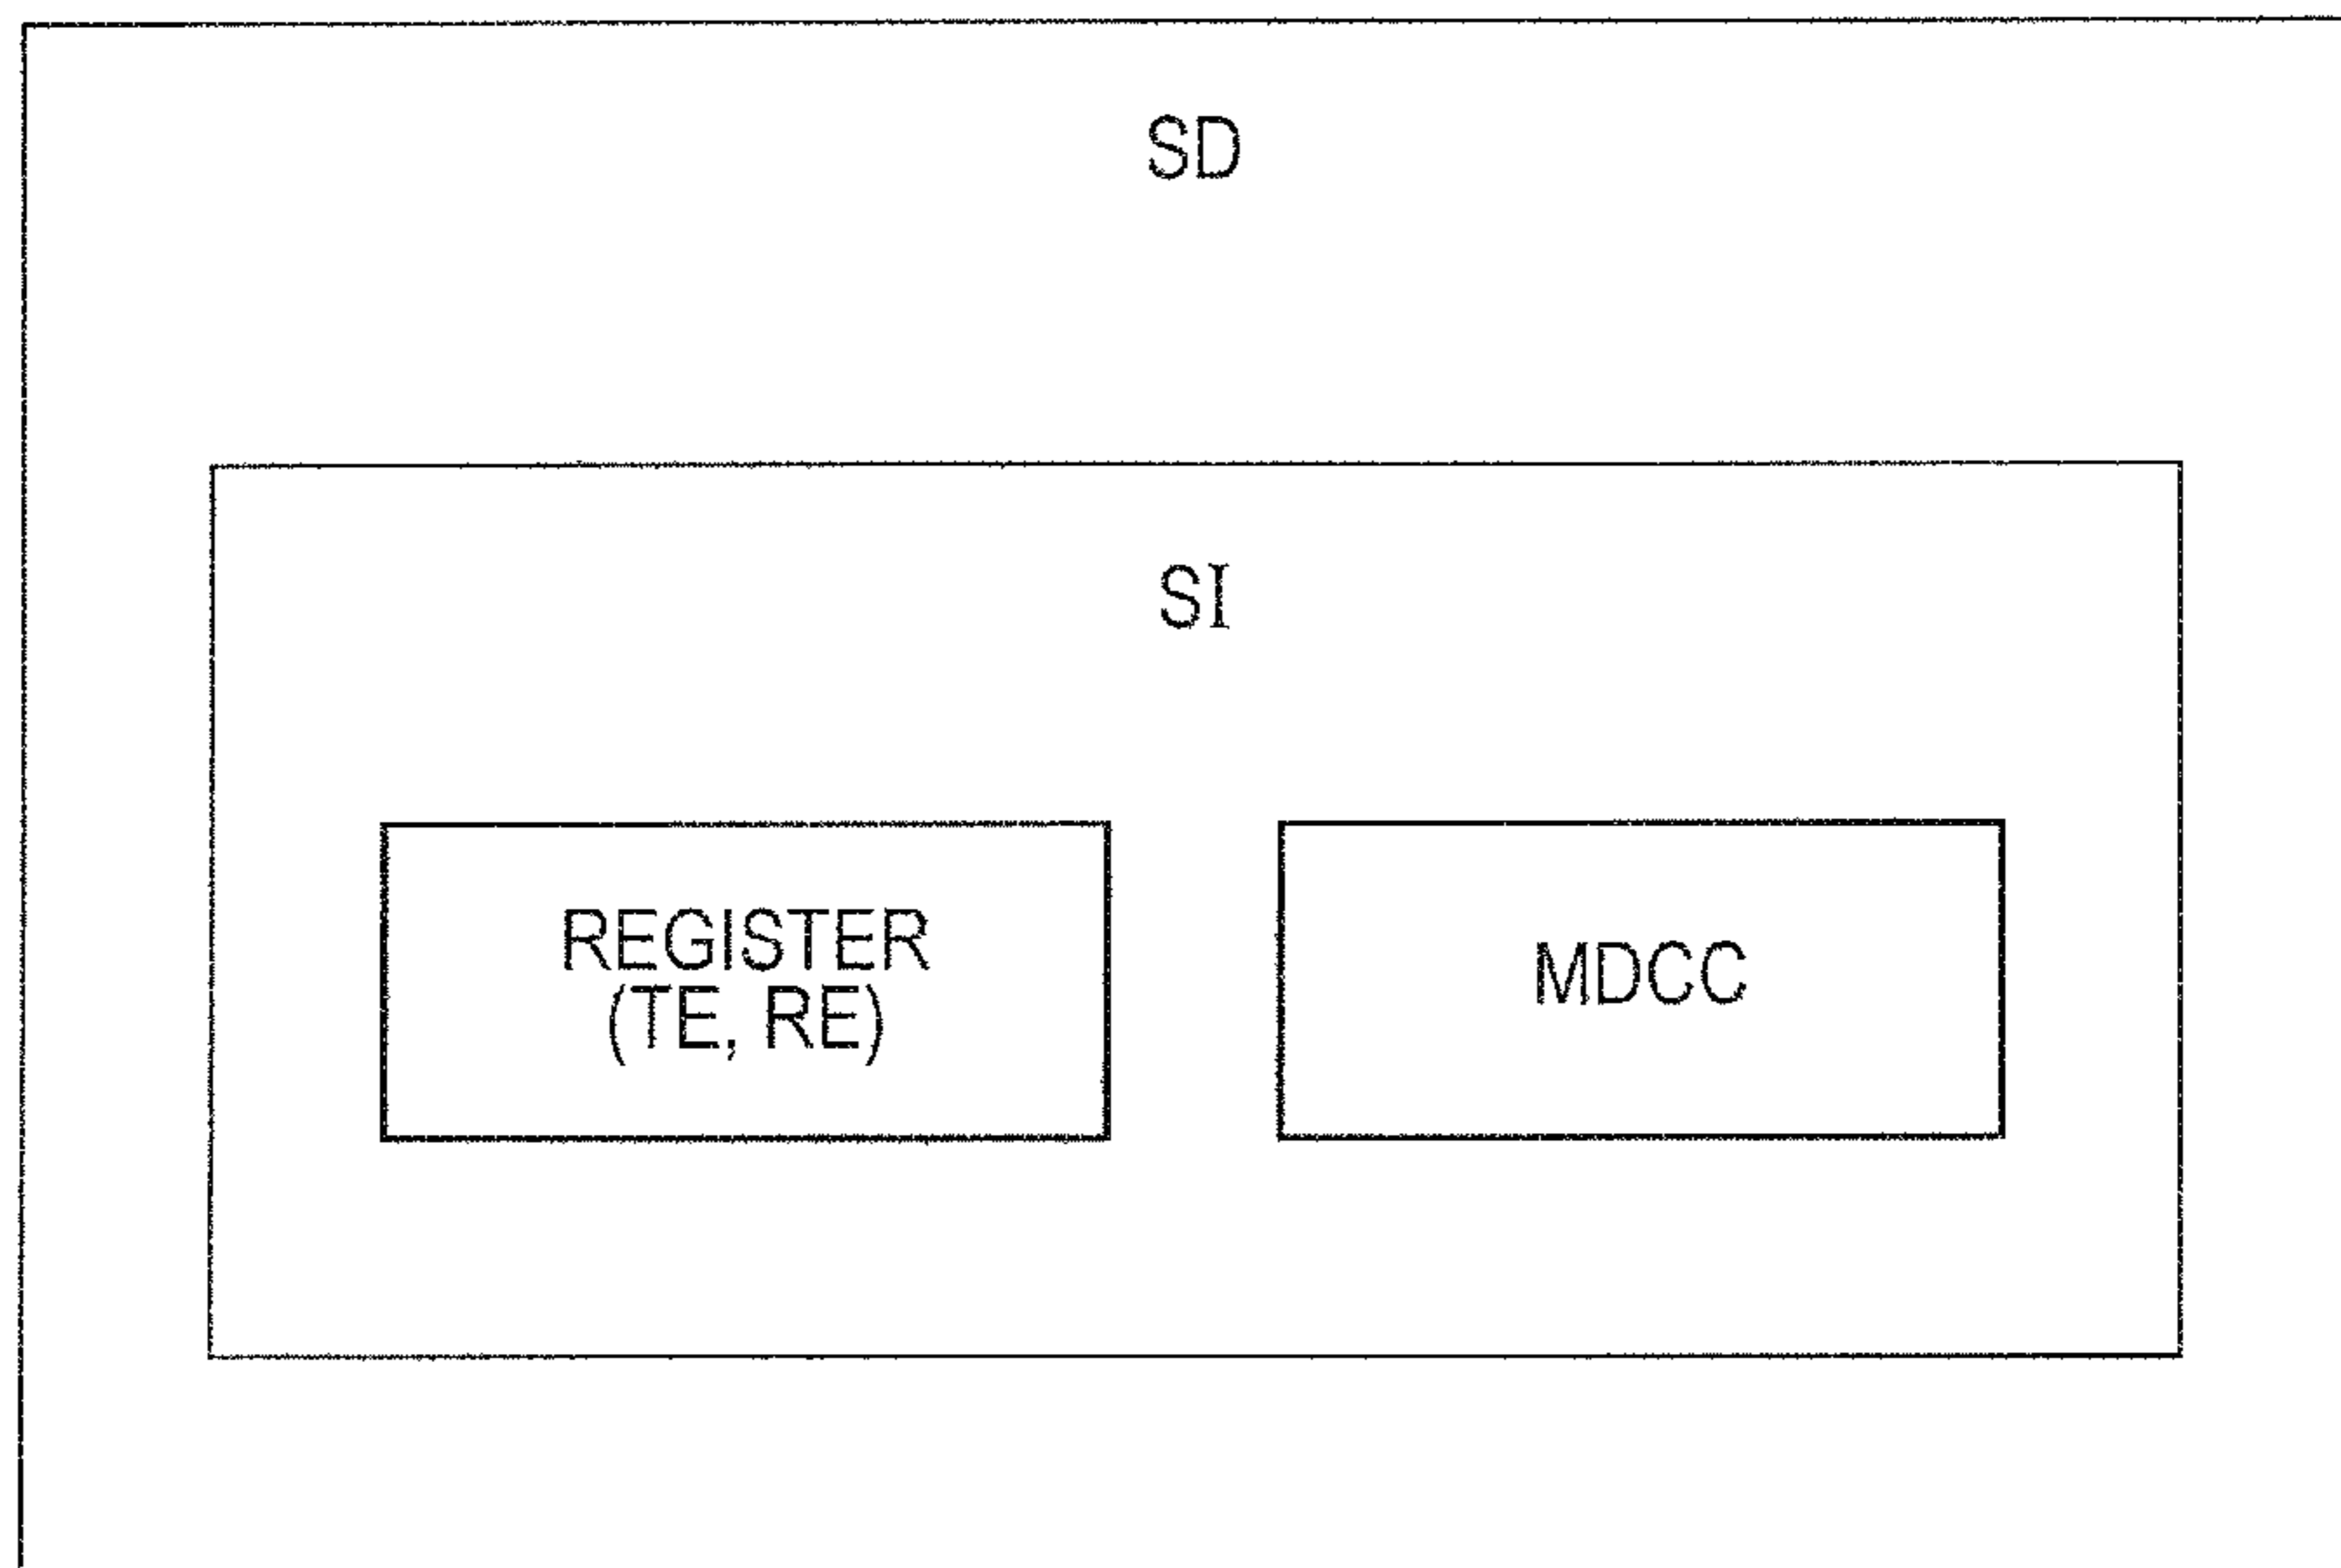 SD
SI
REGISTER
(TE, RE)
MDCC